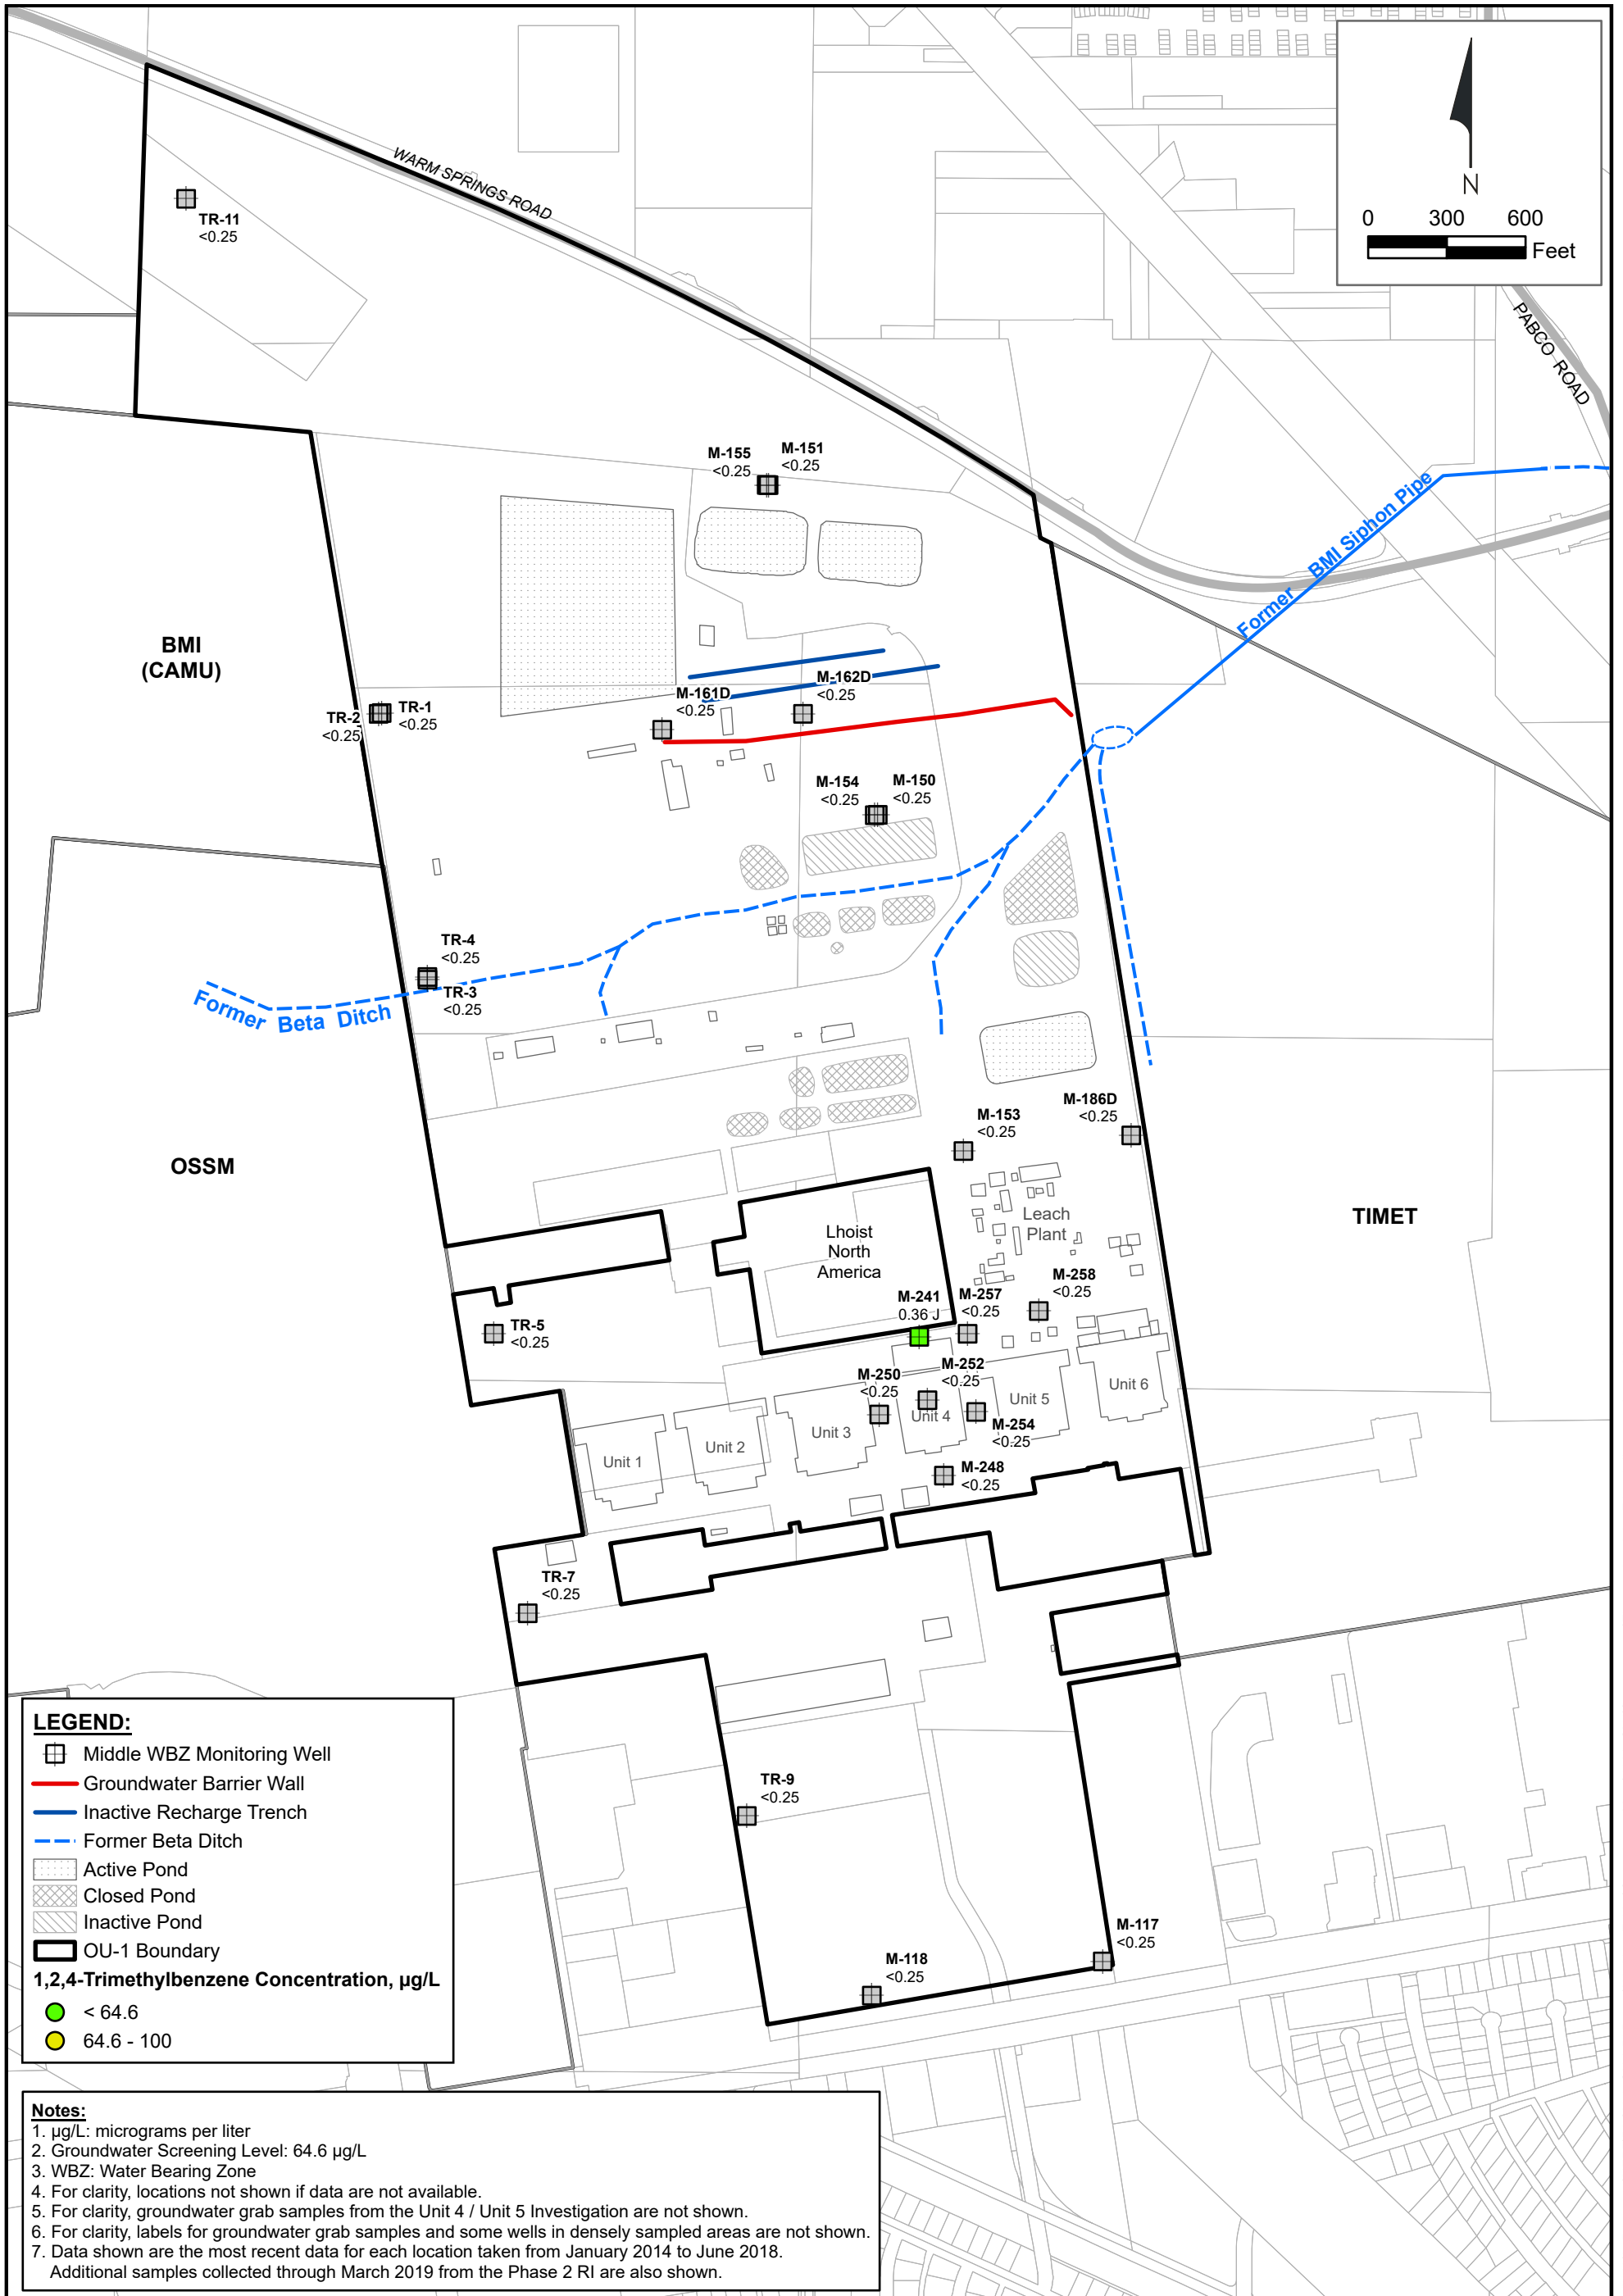 WARM SPRINGS ROAD
N
0 300 600
Feet
PABCO ROAD
TR-11
<0.25
M-155
<0.25
M-151
<0.25
Former BMI Siphon Pipe
BMI
(CAMU)
M-161D
<0.25
M-162D
<0.25
TR-2
<0.25
TR-1
<0.25
M-154
<0.25
M-150
<0.25
TR-4
<0.25
TR-3
<0.25
Former Beta Ditch
M-186D
<0.25
M-153
<0.25
OSSM
TIMET
Leach
Plant
Lhoist
North
America
M-258
<0.25
M-241
0.36 J
M-257
<0.25
TR-5
<0.25
M-250
<0.25
M-252
<0.25
M-254
<0.25
Unit 6
Unit 5
Unit 4
Unit 3
Unit 2
Unit 1
M-248
<0.25
TR-7
<0.25
TR-9
<0.25
M-117
<0.25
M-118
<0.25
LEGEND:
Middle WBZ Monitoring Well
Groundwater Barrier Wall
Inactive Recharge Trench
Former Beta Ditch
Active Pond
Closed Pond
Inactive Pond
OU-1 Boundary
1,2,4-Trimethylbenzene Concentration, µg/L
< 64.6
64.6 - 100
Notes:
1. µg/L: micrograms per liter
2. Groundwater Screening Level: 64.6 µg/L
3. WBZ: Water Bearing Zone
4. For clarity, locations not shown if data are not available.
5. For clarity, groundwater grab samples from the Unit 4 / Unit 5 Investigation are not shown.
6. For clarity, labels for groundwater grab samples and some wells in densely sampled areas are not shown.
7. Data shown are the most recent data for each location taken from January 2014 to June 2018.
Additional samples collected through March 2019 from the Phase 2 RI are also shown.